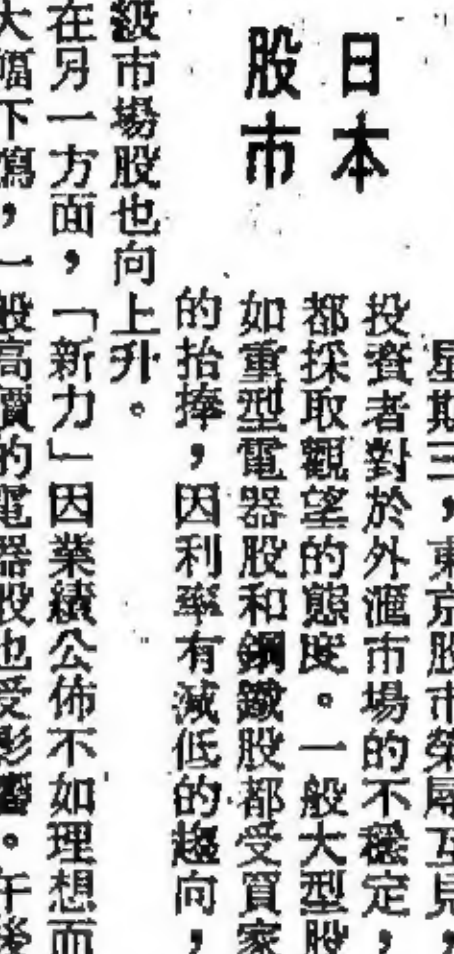 日本
股市
星期三，東京股市榮辱互見，
投資者對於外滙市場的不穩定，
都採取觀望的態度。一般大型股
如重型電器股和鋼鐵股都受買家
的抬捧，因利率有減低的趨向，
級市場股也向上升。
在另一方面，「新力」因業績公佈不如理想而
大幅下瀉，一般高價的電器股也受影響。午後